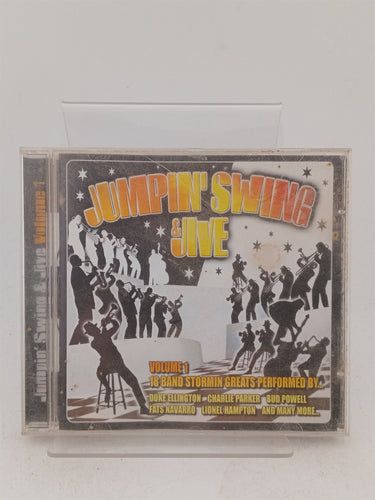 Jumpin' Swing & Jive Volume 1
JUMPIN' SWING
& JIVE
VOLUME 1
18 BAND STORMIN GREATS PERFORMED BY..
DUKE ELLINGTON - CHARLIE PARKER - BUD POWELL
FATS NAVARRO - LIONEL HAMPTON - AND MANY MORE...